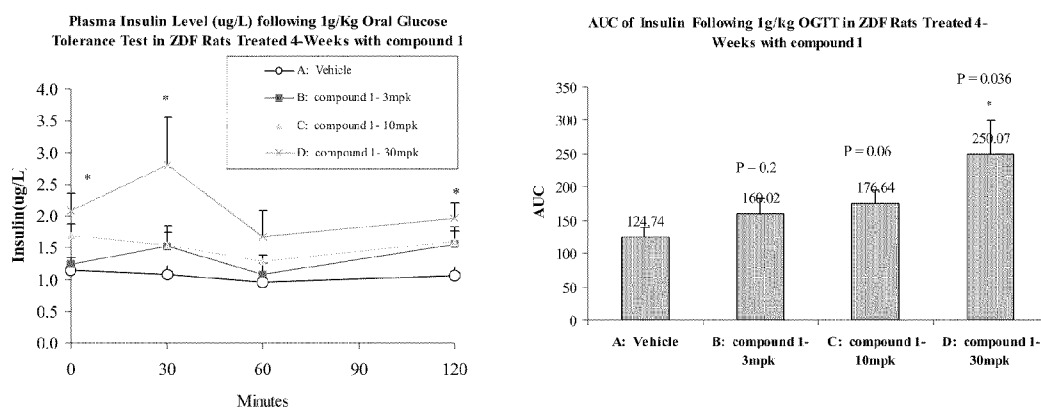 Plasma Insulin Level (ug/L) following 1g/Kg Oral Glucose
Tolerance Test in ZDF Rats Treated 4-Weeks with compound 1
A: Vehicle
B: compound 1- 3mpk
C: compound 1- 10mpk
D: compound 1- 30mpk
Insulin(ug/L)
4.0
3.5
3.0
2.5
2.0
1.5
1.0
0.5
0.0
*
*
*
0
30
60
120
Minutes
AUC of Insulin Following 1g/kg OGTT in ZDF Rats Treated 4-
Weeks with compound 1
AUC
350
300
250
200
150
100
50
0
P = 0.2
P = 0.06
P = 0.036
*
124.74
160.02
176.64
250.07
A: Vehicle
B: compound 1-
3mpk
C: compound 1-
10mpk
D: compound 1-
30mpk